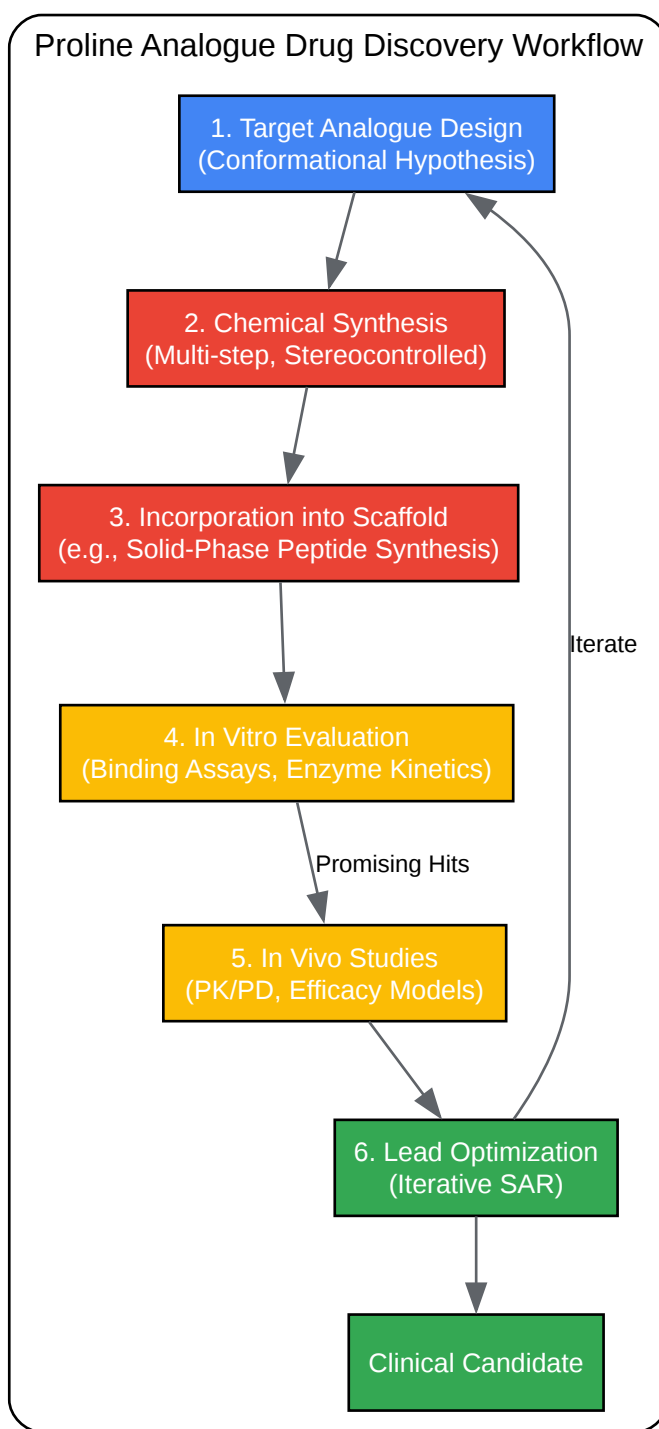 Proline Analogue Drug Discovery Workflow
1. Target Analogue Design
(Conformational Hypothesis)
2. Chemical Synthesis
(Multi-step, Stereocontrolled)
3. Incorporation into Scaffold
(e.g., Solid-Phase Peptide Synthesis)
Iterate
4. In Vitro Evaluation
(Binding Assays, Enzyme Kinetics)
Promising Hits
5. In Vivo Studies
(PK/PD, Efficacy Models)
6. Lead Optimization
(Iterative SAR)
Clinical Candidate